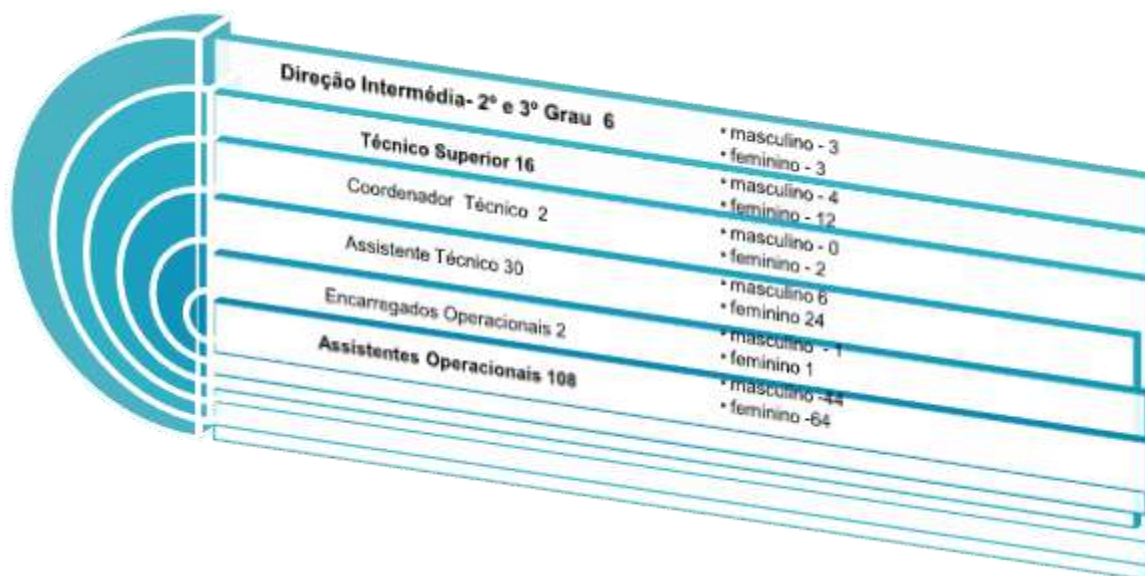 Direção Intermédia- 2º e 3º Grau 6
• masculino - 3
• feminino - 3
Técnico Superior 16
• masculino - 4
• feminino - 12
Coordenador Técnico 2
• masculino - 0
• feminino - 2
Assistente Técnico 30
• masculino 6
• feminino 24
Encarregados Operacionais 2
• masculino - 1
• feminino 1
Assistentes Operacionais 108
• masculino -44
• feminino -64